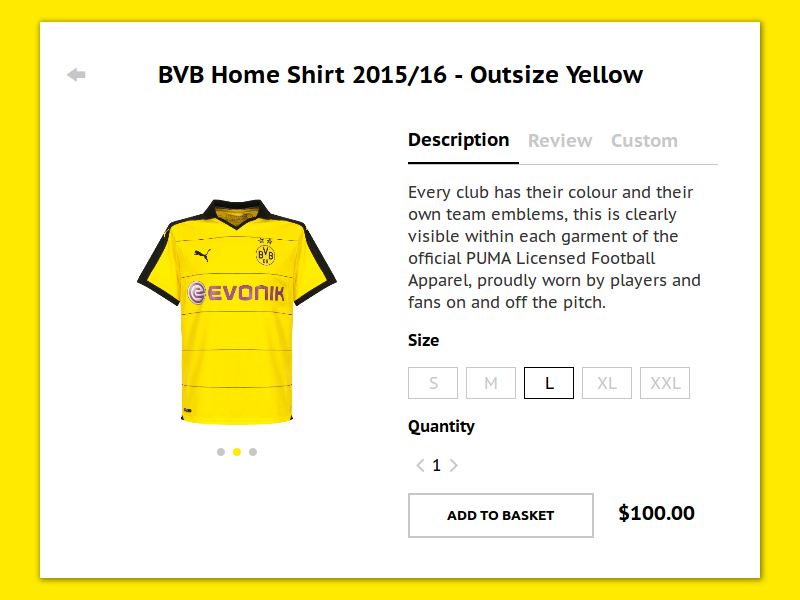 BVB Home Shirt 2015/16 - Outsize Yellow
Description Review Custom
Every club has their colour and their
own team emblems, this is clearly
visible within each garment of the
official PUMA Licensed Football
Apparel, proudly worn by players and
fans on and off the pitch.
BVB
09
EVONIK
Size
S M L XL XXL
Quantity
1
ADD TO BASKET $100.00